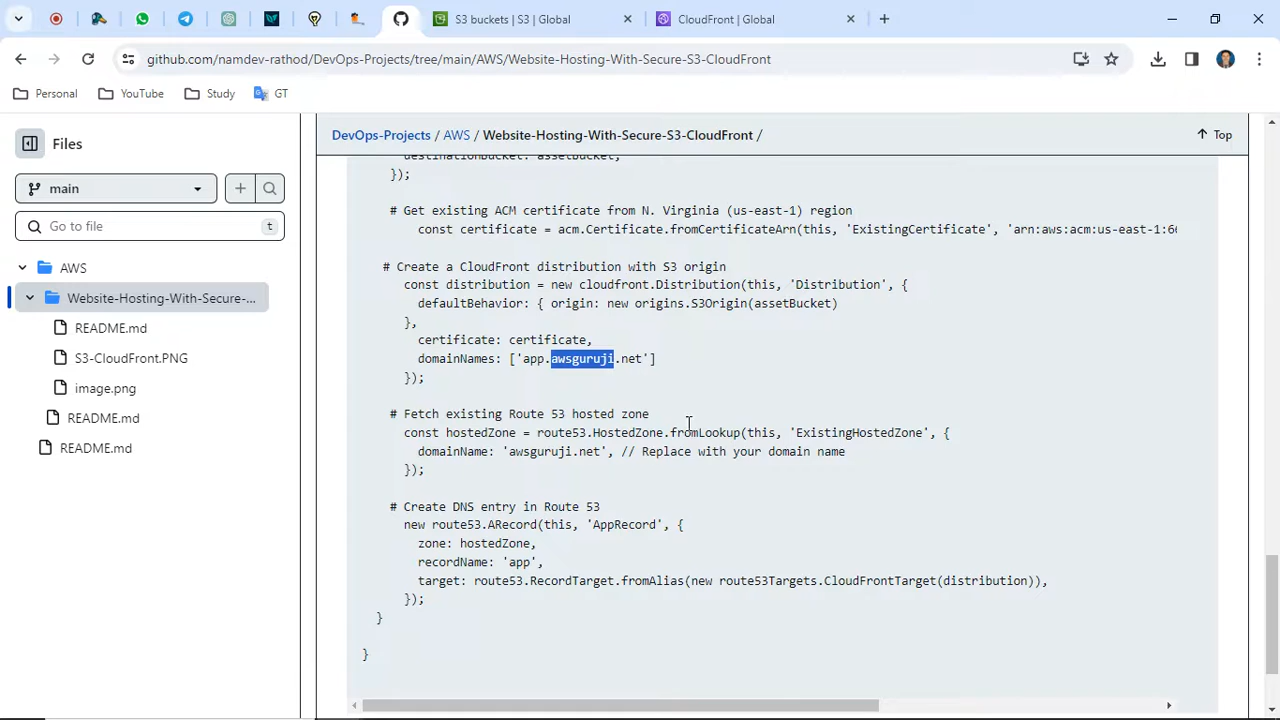 S3 buckets | S3 | Global
CloudFront | Global
github.com/namdev-rathod/DevOps-Projects/tree/main/AWS/Website-Hosting-With-Secure-S3-CloudFront
Personal
YouTube
Study
GT
Files
main
Go to file
t
AWS
Website-Hosting-With-Secure-...
README.md
S3-CloudFront.PNG
image.png
README.md
README.md
DevOps-Projects / AWS / Website-Hosting-With-Secure-S3-CloudFront /
Top
destinationBucket: assetBucket,
});
# Get existing ACM certificate from N. Virginia (us-east-1) region
const certificate = acm.Certificate.fromCertificateArn(this, 'ExistingCertificate', 'arn:aws:acm:us-east-1:6
# Create a CloudFront distribution with S3 origin
const distribution = new cloudfront.Distribution(this, 'Distribution', {
defaultBehavior: { origin: new origins.S3Origin(assetBucket)
},
certificate: certificate,
domainNames: ['app.awsguruji.net']
});
# Fetch existing Route 53 hosted zone
const hostedZone = route53.HostedZone.fromLookup(this, 'ExistingHostedZone', {
domainName: 'awsguruji.net', // Replace with your domain name
});
# Create DNS entry in Route 53
new route53.ARecord(this, 'AppRecord', {
zone: hostedZone,
recordName: 'app',
target: route53.RecordTarget.fromAlias(new route53Targets.CloudFrontTarget(distribution)),
});
}
}